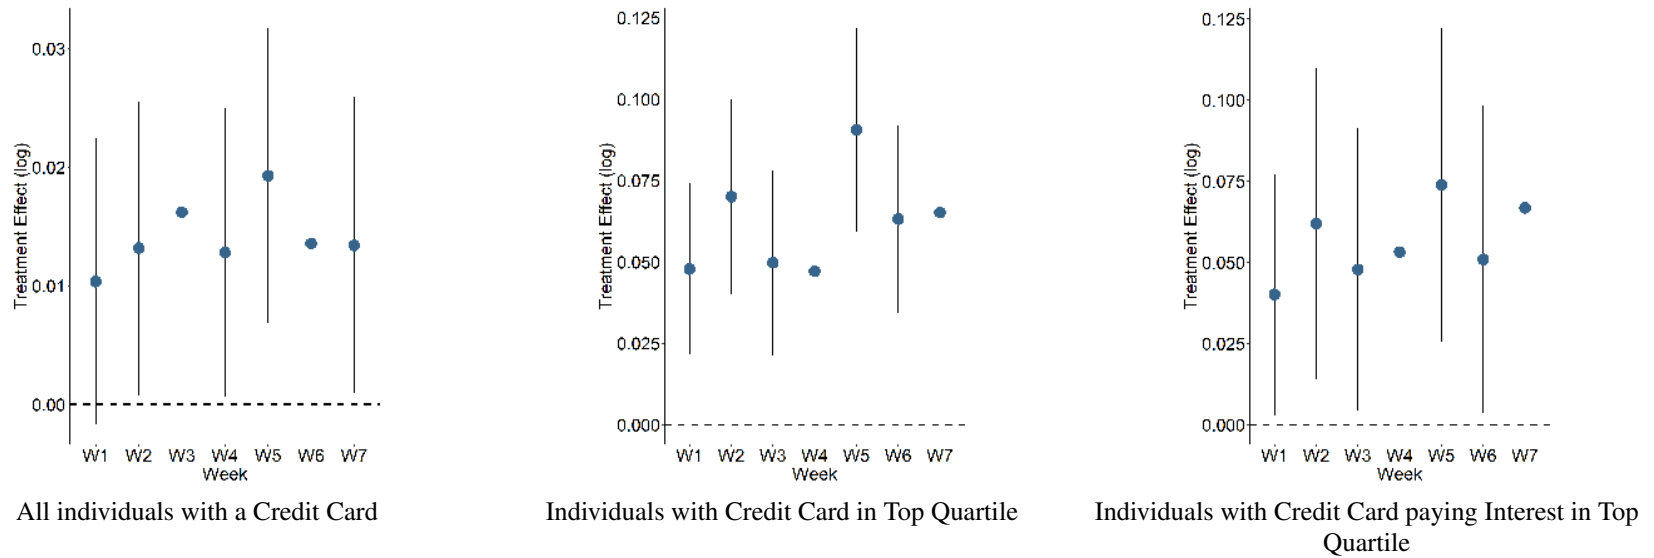 Treatment Effect (log)
0.03
0.02
0.01
0.00
W1 W2 W3 W4 W5 W6 W7
Week
All individuals with a Credit Card
Treatment Effect (log)
0.125
0.100
0.075
0.050
0.025
0.000
W1 W2 W3 W4 W5 W6 W7
Week
Individuals with Credit Card in Top Quartile
Treatment Effect (log)
0.125
0.100
0.075
0.050
0.025
0.000
W1 W2 W3 W4 W5 W6 W7
Week
Individuals with Credit Card paying Interest in Top
Quartile